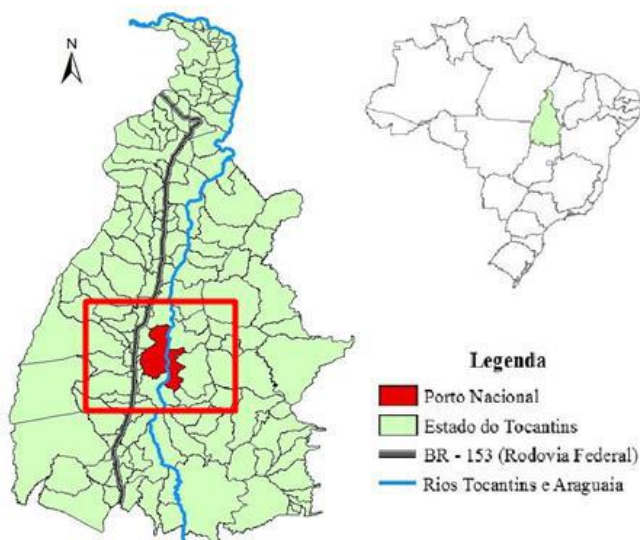 N
Legenda
Porto Nacional
Estado do Tocantins
BR - 153 (Rodovia Federal)
Rios Tocantins e Araguaia